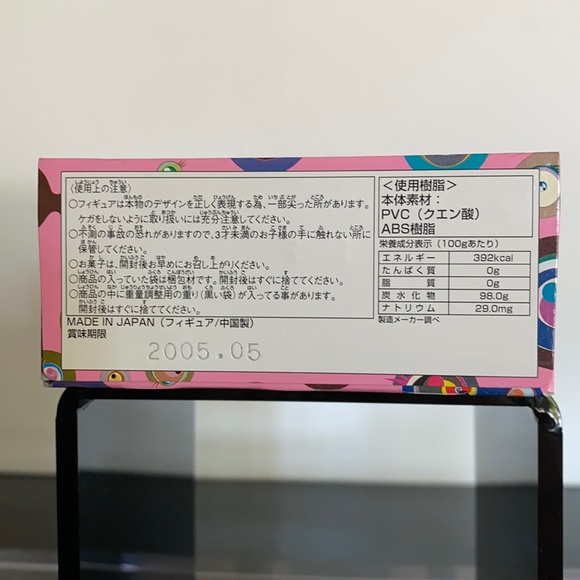 (使用上の注意)
○フィギュアは本物のデザインを正しく表現する為、一部尖った所があります。
ケガをしないように取り扱いには充分注意してください。
○不測の事故の恐れがありますので、3才未満のお子様の手に触れない所に
保管してください。
○お菓子は、開封後お早めにお召し上がりください。
○商品の入っていた袋は梱包材です。開封後はすぐに捨ててください。
○商品の中に重量調整用の重り(黒い袋)が入ってる事があります。
開封後はすぐに捨ててください。
MADE IN JAPAN(フィギュア/中国製)
賞味期限
2005.05
<使用樹脂>
本体素材:
PVC(クエン酸)
ABS樹脂
栄養成分表示(100gあたり)
エネルギー 392kcal
たんぱく質 0g
脂質 0g
炭水化物 98.0g
ナトリウム 29.0mg
製造メーカー調べ